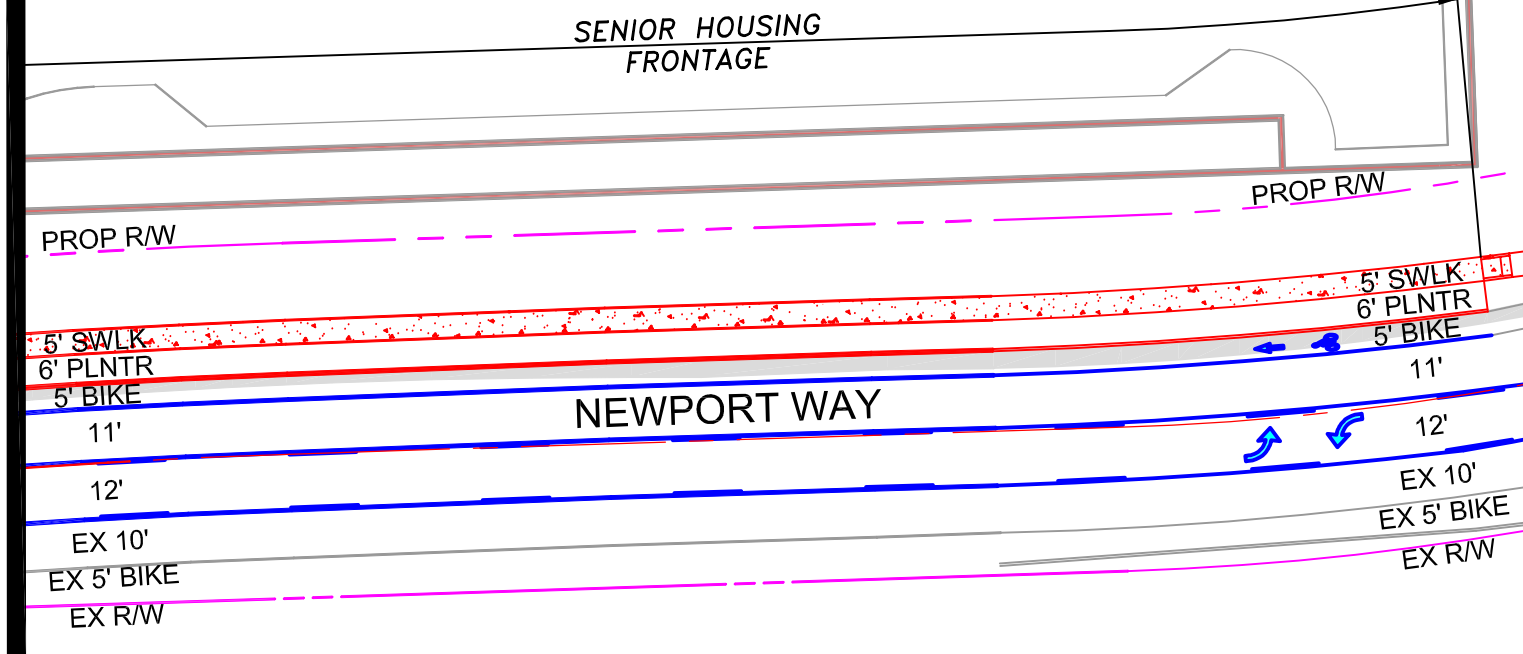 SENIOR HOUSING
FRONTAGE
PROP R/W
PROP R/W
5' SWLK
6' PLNTR
5' BIKE
11'
12'
EX 10'
EX 5' BIKE
EX R/W
NEWPORT WAY
5' SWLK
6' PLNTR
5' BIKE
11'
12'
EX 10'
EX 5' BIKE
EX R/W